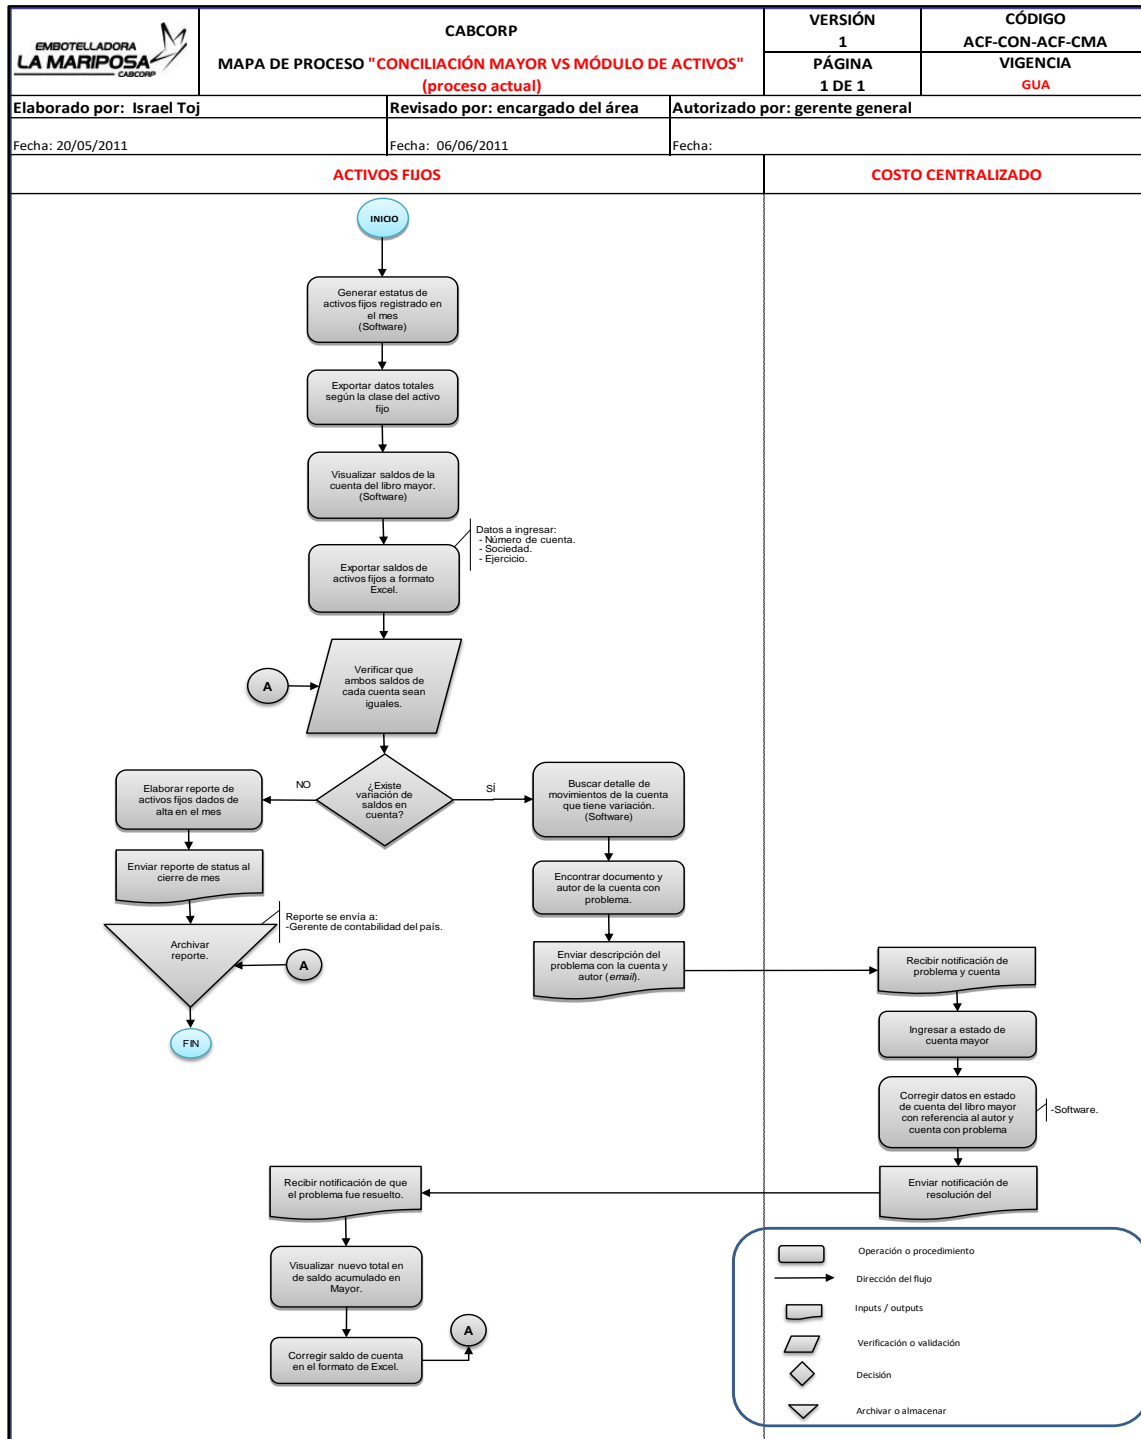 EMBOTELLADORA
LA MARIPOSA
CABCORP
CABCORP
MAPA DE PROCESO "CONCILIACIÓN MAYOR VS MÓDULO DE ACTIVOS"
(proceso actual)
VERSIÓN
1
CÓDIGO
ACF-CON-ACF-CMA
PÁGINA
1 DE 1
VIGENCIA
GUA
Elaborado por: Israel Toj
Revisado por: encargado del área
Autorizado por: gerente general
Fecha: 20/05/2011
Fecha: 06/06/2011
Fecha:
ACTIVOS FIJOS
COSTO CENTRALIZADO
INICIO
Generar estatus de
activos fijos registrado en
el mes
(Software)
Exportar datos totales
según la clase del activo
fijo
Visualizar saldos de la
cuenta del libro mayor.
(Software)
Datos a ingresar:
- Número de cuenta.
- Sociedad.
- Ejercicio.
Exportar saldos de
activos fijos a formato
Excel.
Verificar que
ambos saldos de
cada cuenta sean
iguales.
A
¿Existe
variación de
saldos en
cuenta?
NO
SÍ
Elaborar reporte de
activos fijos dados de
alta en el mes
Buscar detalle de
movimientos de la cuenta
que tiene variación.
(Software)
Enviar reporte de status al
cierre de mes
Encontrar documento y
autor de la cuenta con
problema.
Reporte se envía a:
-Gerente de contabilidad del país.
Archivar
reporte.
A
Enviar descripción del
problema con la cuenta y
autor (email).
Recibir notificación de
problema y cuenta
FIN
Ingresar a estado de
cuenta mayor
Corregir datos en estado
de cuenta del libro mayor
con referencia al autor y
cuenta con problema
-Software.
Recibir notificación de que
el problema fue resuelto.
Enviar notificación de
resolución del
Visualizar nuevo total en
de saldo acumulado en
Mayor.
Corregir saldo de cuenta
en el formato de Excel.
A
Operación o procedimiento
Dirección del flujo
Inputs / outputs
Verificación o validación
Decisión
Archivar o almacenar